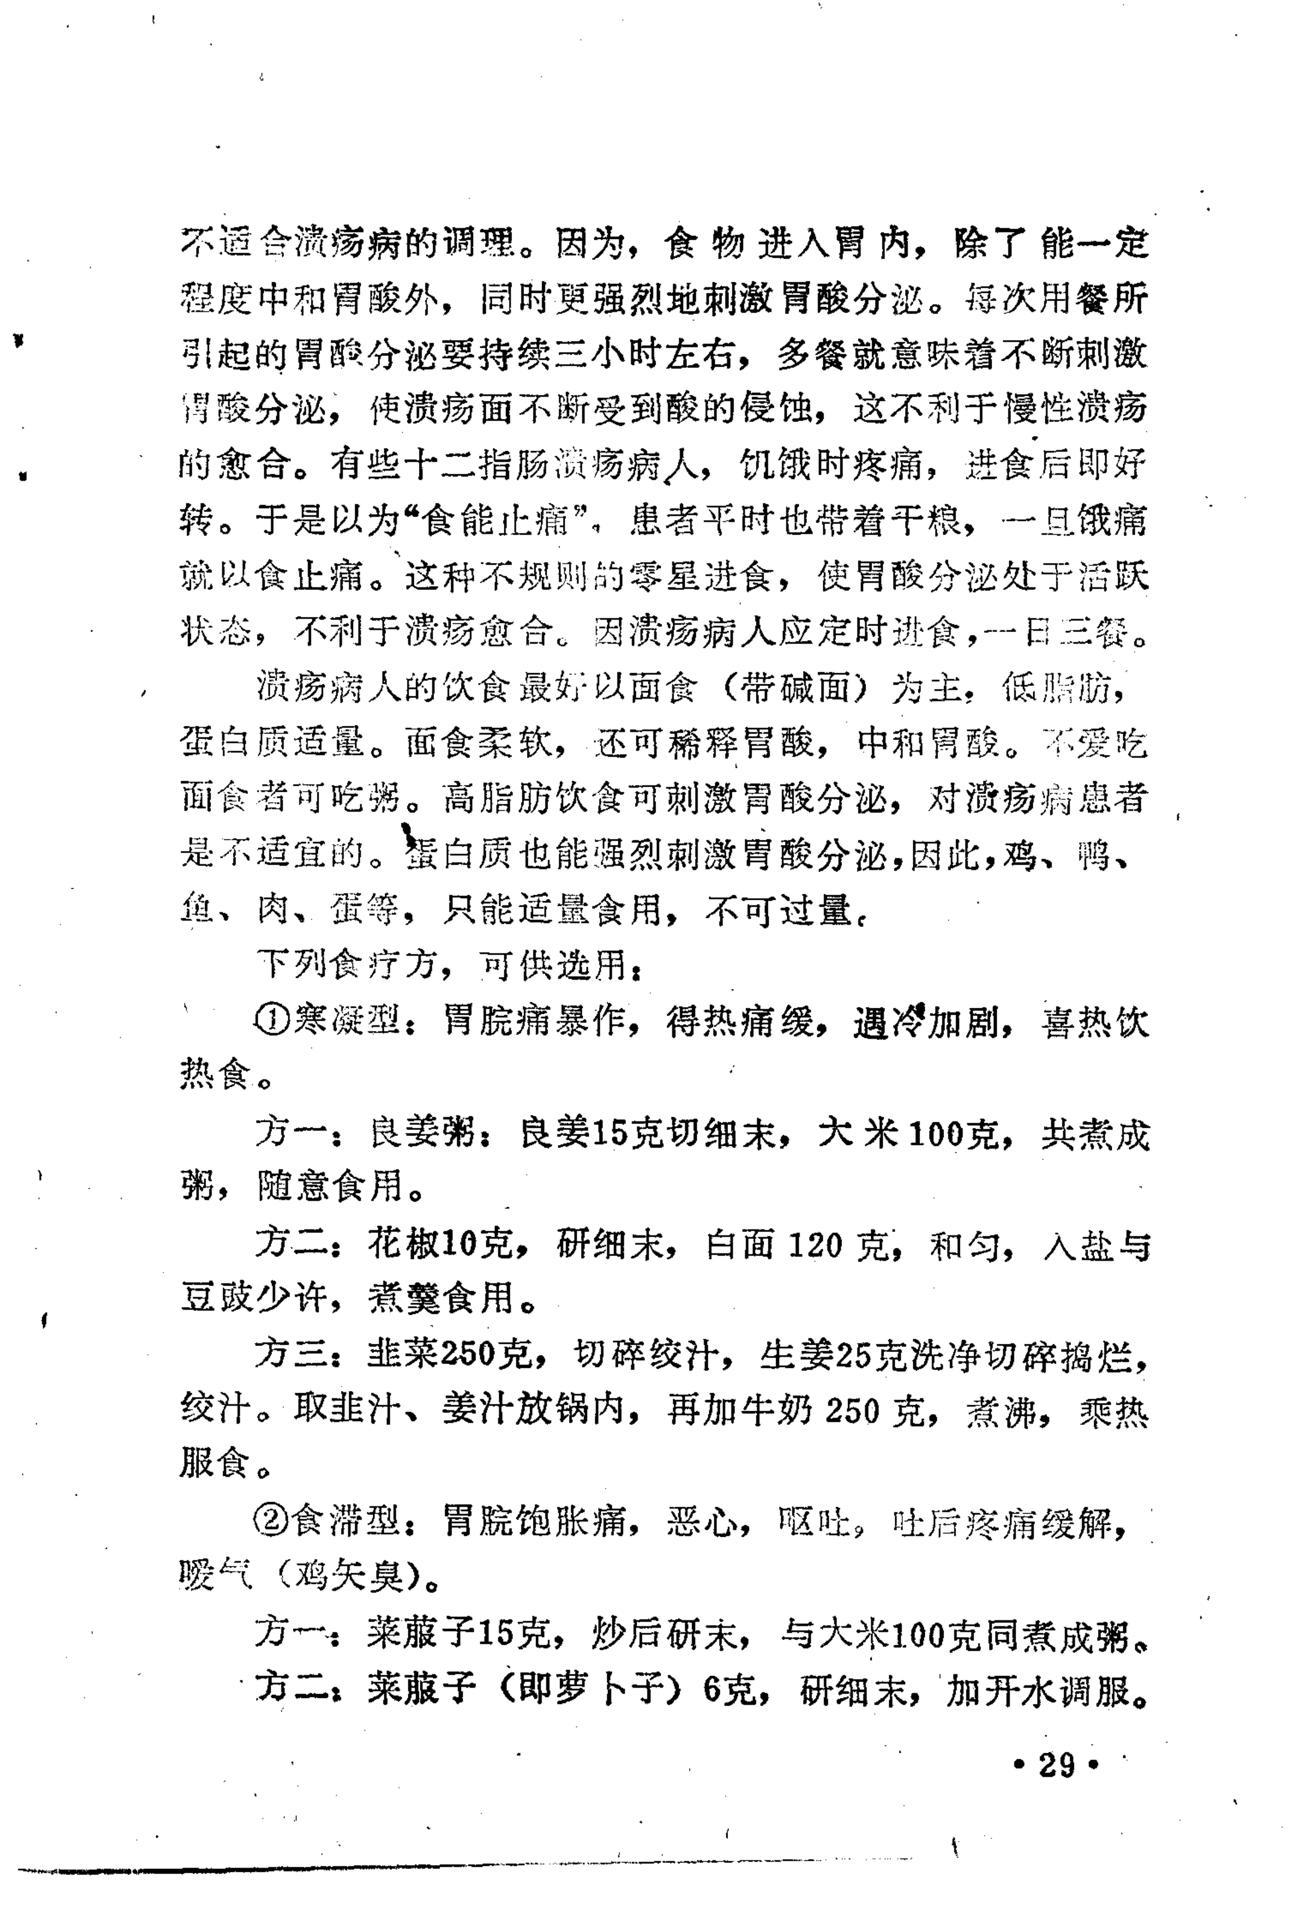 不适合溃疡病的调理。因为，食物进入胃内，除了能一定
程度中和胃酸外，同时更强烈地刺激胃酸分泌。每次用餐所
引起的胃酸分泌要持续三小时左右，多餐就意味着不断刺激
胃酸分泌，使溃疡面不断受到酸的侵蚀，这不利于慢性溃疡
的愈合。有些十二指肠溃疡病人，饥饿时疼痛，进食后即好
转。于是以为“食能止痛”，患者平时也带着干粮，一旦饿痛
就以食止痛。这种不规则的零星进食，使胃酸分泌处于活跃
状态，不利于溃疡愈合。因溃疡病人应定时进食，一日三餐。
溃疡病人的饮食最好以面食（带碱面）为主，低脂肪，
蛋白质适量。面食柔软，还可稀释胃酸，中和胃酸。不爱吃
面食者可吃粥。高脂肪饮食可刺激胃酸分泌，对溃疡病患者
是不适宜的。蛋白质也能强烈刺激胃酸分泌，因此，鸡、鸭、
鱼、肉、蛋等，只能适量食用，不可过量。
下列食疗方，可供选用：
①寒凝型：胃脘痛暴作，得热痛缓，遇冷加剧，喜热饮
热食。
方一：良姜粥：良姜15克切细末，大米100克，共煮成
粥，随意食用。
方二：花椒10克，研细末，白面120克，和匀，入盐与
豆豉少许，煮羹食用。
方三：韭菜250克，切碎绞汁，生姜25克洗净切碎捣烂，
绞汁。取韭汁、姜汁放锅内，再加牛奶250克，煮沸，乘热
服食。
②食滞型：胃脘饱胀痛，恶心，呕吐，吐后疼痛缓解，
嗳气（鸡矢臭）。
方一：莱菔子15克，炒后研末，与大米100克同煮成粥。
方二：莱菔子（即萝卜子）6克，研细末，加开水调服。
•29•